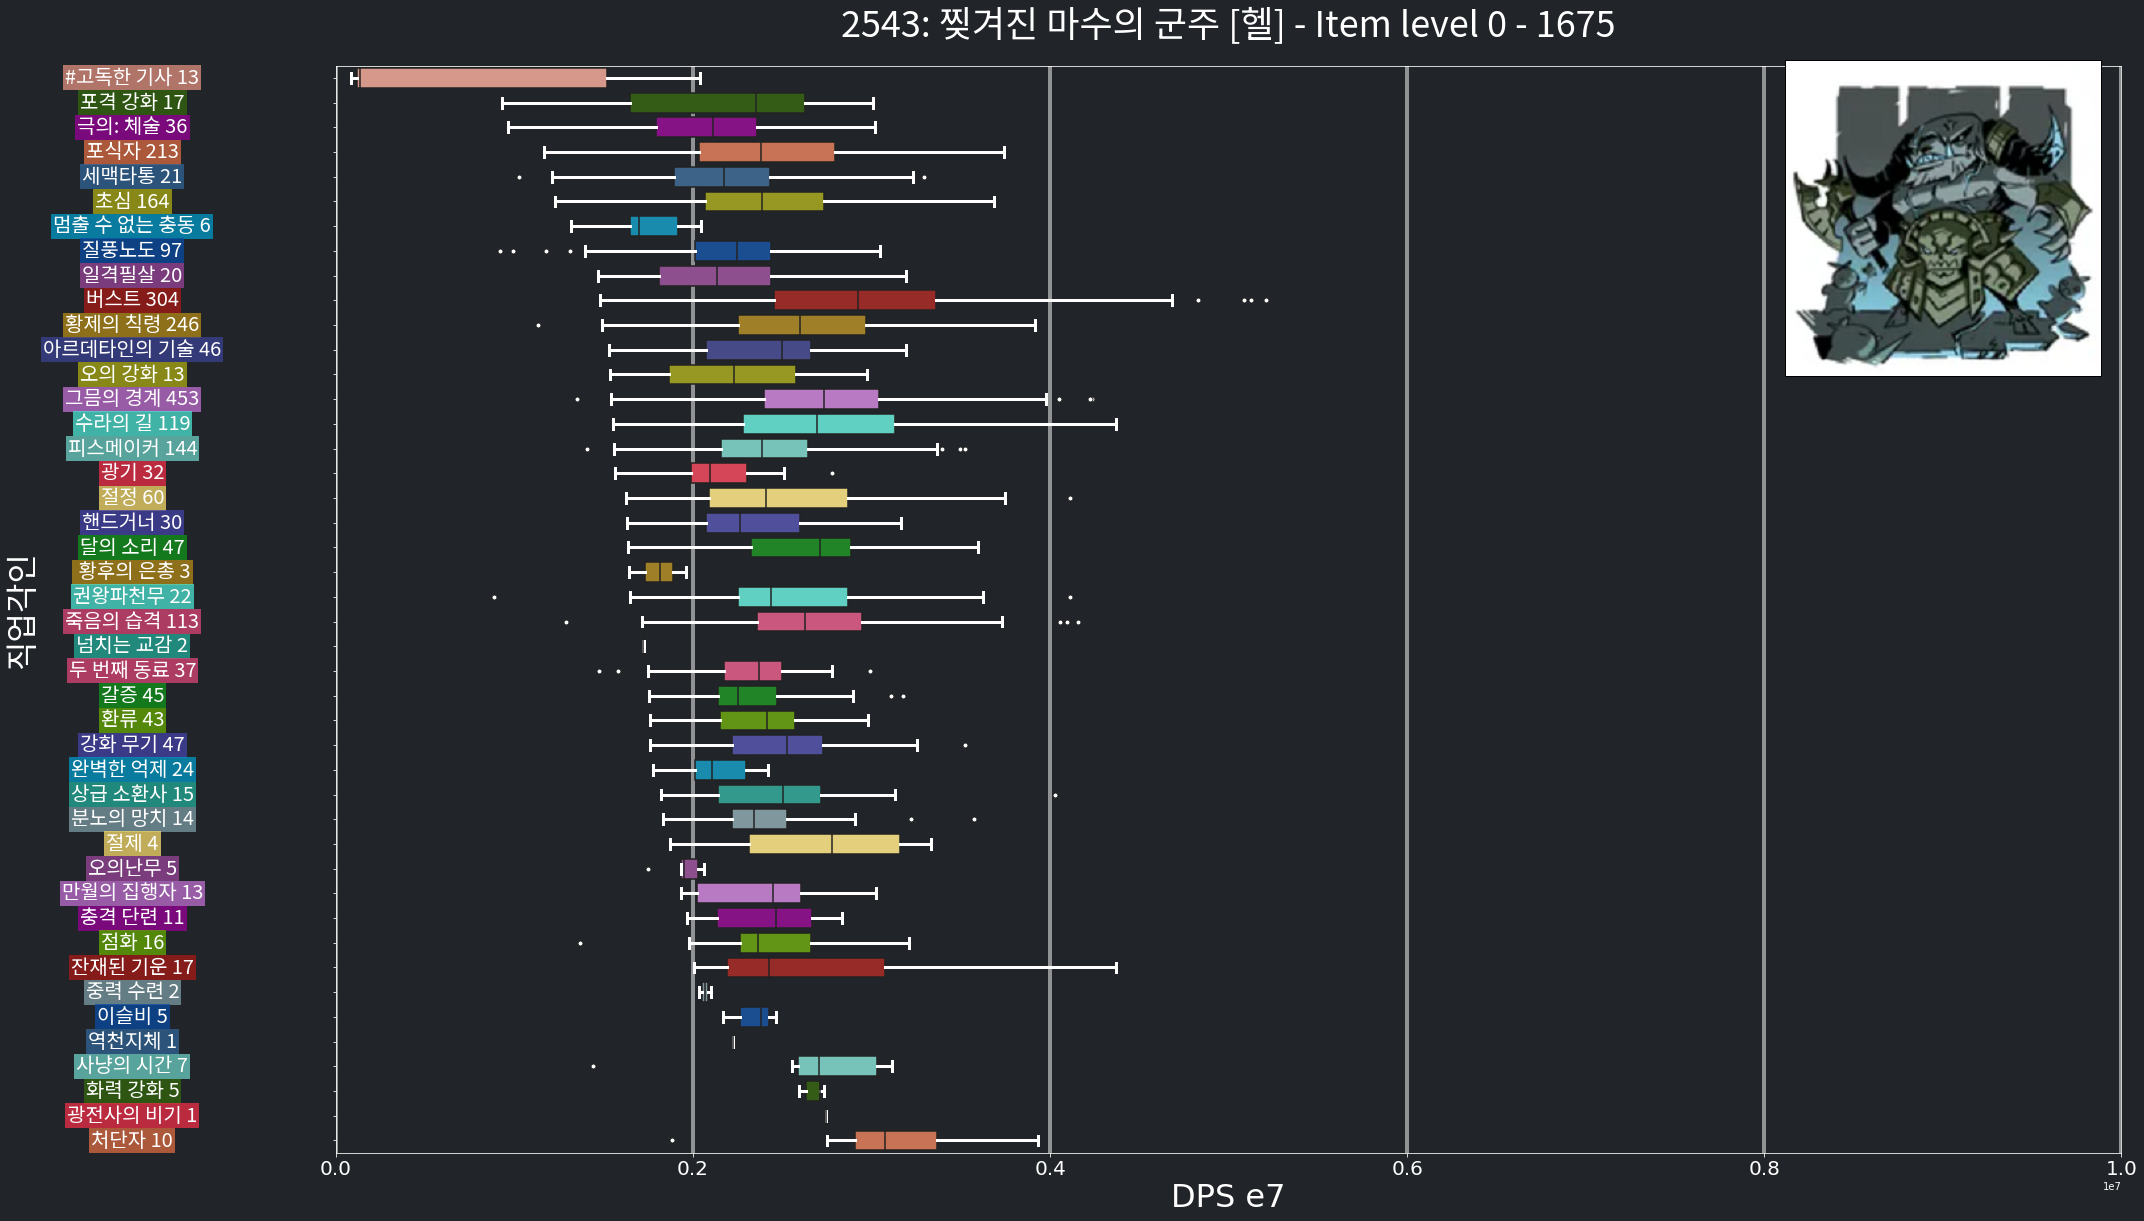 2543: 찢겨진 마수의 군주 [헬] - Item level 0 - 1675
#고독한 기사 13
포격 강화 17
극의: 체술 36
포식자 213
세맥타통 21
초심 164
멈출 수 없는 충동 6
질풍노도 97
일격필살 20
버스트 304
황제의 칙령 246
아르데타인의 기술 46
오의 강화 13
그믐의 경계 453
수라의 길 119
피스메이커 144
광기 32
절정 60
핸드거너 30
달의 소리 47
황후의 은총 3
권왕파천무 22
죽음의 습격 113
넘치는 교감 2
두 번째 동료 37
갈증 45
환류 43
강화 무기 47
완벽한 억제 24
상급 소환사 15
분노의 망치 14
절제 4
오의난무 5
만월의 집행자 13
충격 단련 11
점화 16
잔재된 기운 17
중력 수련 2
이슬비 5
역천지체 1
사냥의 시간 7
화력 강화 5
광전사의 비기 1
처단자 10
직업각인
0.0 0.2 0.4 0.6 0.8 1.0
1e7
DPS e7